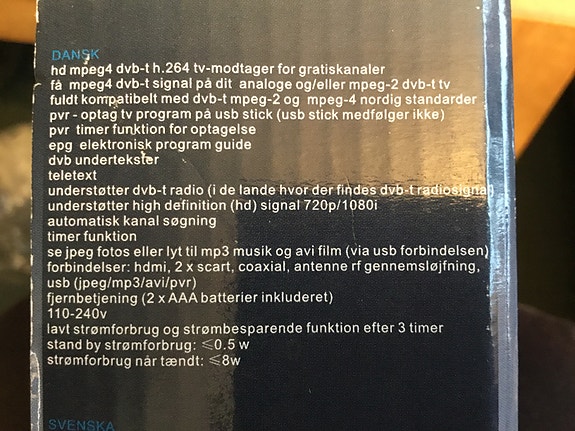 DANSK
hd mpeg4 dvb-t h.264 tv-modtager for gratiskanaler
få mpeg4 dvb-t signal på dit analoge og/eller mpeg-2 dvb-t tv
fuldt kompatibelt med dvb-t mpeg-2 og mpeg-4 nordig standarder
pvr - optag tv program på usb stick (usb stick medfølger ikke)
pvr timer funktion for optagelse
epg elektronisk program guide
dvb undertekster
teletext
understøtter dvb-t radio (i de lande hvor der findes dvb-t radiosignal)
understøtter high definition (hd) signal 720p/1080i
automatisk kanal søgning
timer funktion
se jpeg fotos eller lyt til mp3 musik og avi film (via usb forbindelsen)
forbindelser: hdmi, 2 x scart, coaxial, antenne rf gennemsløjfning,
usb (jpeg/mp3/avi/pvr)
fjernbetjening (2 x AAA batterier inkluderet)
110-240v
lavt strømforbrug og strømbesparende funktion efter 3 timer
stand by strømforbrug: ≤0.5 w
strømforbrug når tændt: ≤8w
SVENSKA